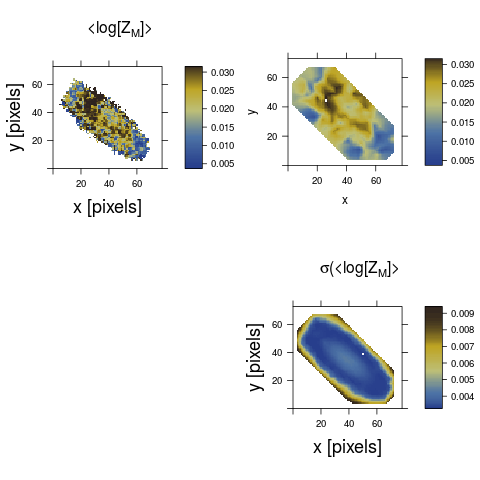 <log[Z_M]>
60
40
20
20 40 60
y [pixels]
x [pixels]
0.030
0.025
0.020
0.015
0.010
0.005
60
40
20
20 40 60
y
x
0.030
0.025
0.020
0.015
0.010
0.005
σ(<log[Z_M]>
60
40
20
20 40 60
y [pixels]
x [pixels]
0.009
0.008
0.007
0.006
0.005
0.004